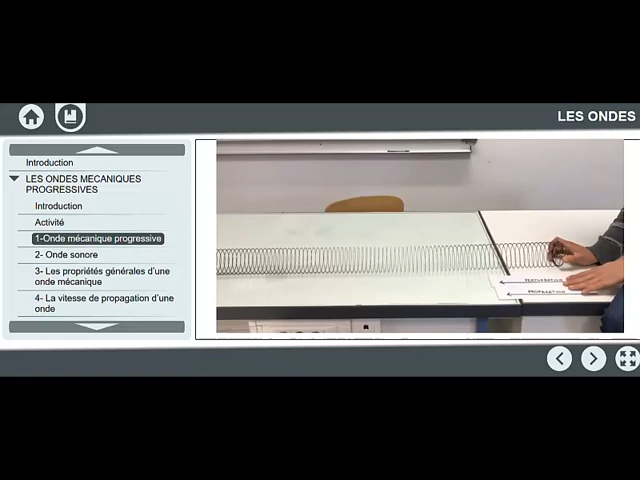 LES ONDES
Introduction
LES ONDES MECANIQUES
PROGRESSIVES
Introduction
Activité
1-Onde mécanique progressive
2- Onde sonore
3- Les propriétés générales d'une
onde mécanique
4- La vitesse de propagation d'une
onde
PERTURBATION
PROPAGATION